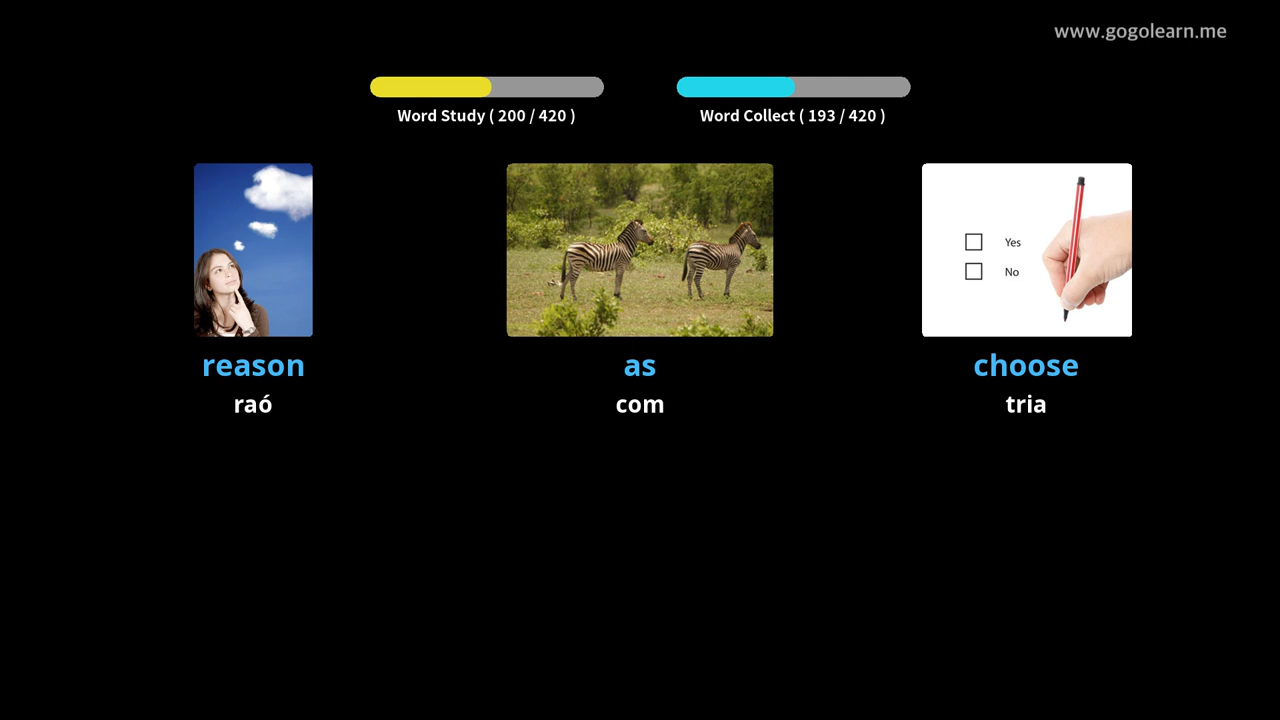 www.gogolearn.me
Word Study ( 200 / 420 )
Word Collect ( 193 / 420 )
Yes
No
reason
raó
as
com
choose
tria